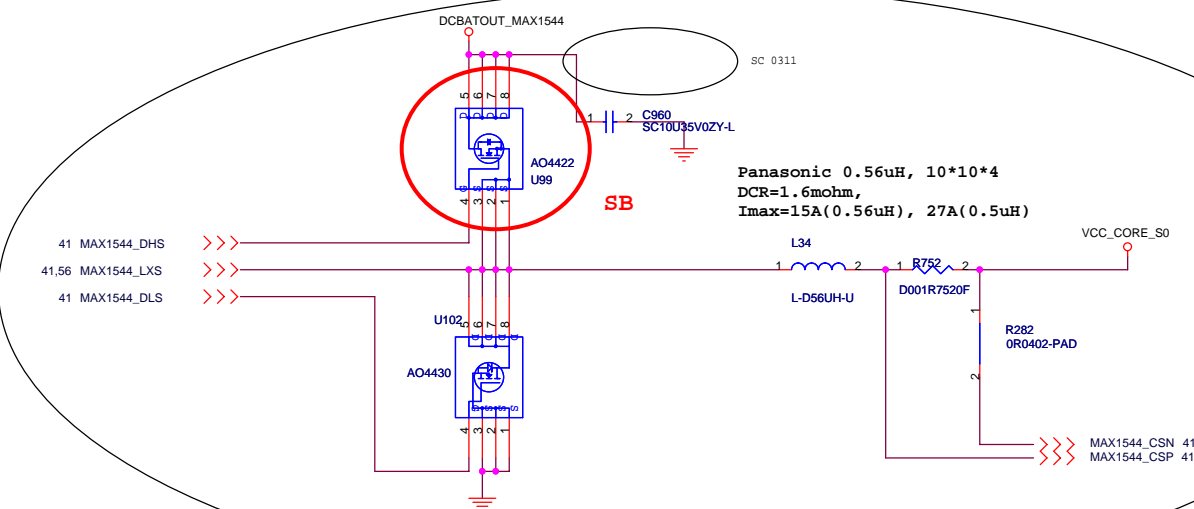 DCBATOUT_MAX1544
SC 0311
5 6 7 8
D D D D
1 2 C960
SC10U35V0ZY-L
AO4422
U99
G S S S
4 3 2 1
SB
Panasonic 0.56uH, 10*10*4
DCR=1.6mohm,
Imax=15A(0.56uH), 27A(0.5uH)
VCC_CORE_S0
41 MAX1544_DHS
41,56 MAX1544_LXS
41 MAX1544_DLS
L34
1 2
1 R752 2
L-D56UH-U
D001R7520F
U102
5 6 7 8
D D D D
AO4430
G S S S
4 3 2 1
1
R282
0R0402-PAD
2
MAX1544_CSN 41
MAX1544_CSP 41